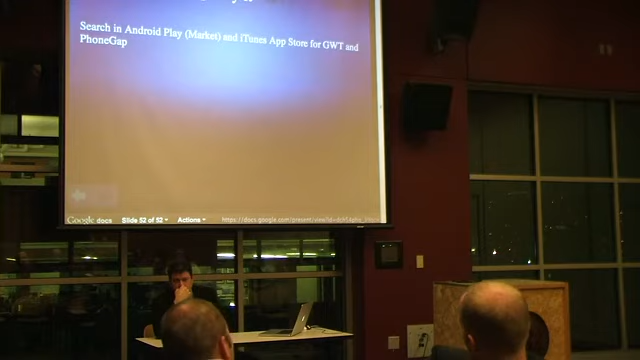 Search in Android Play (Market) and iTunes App Store for GWT and
PhoneGap
Google docs Slide 52 of 52 Actions